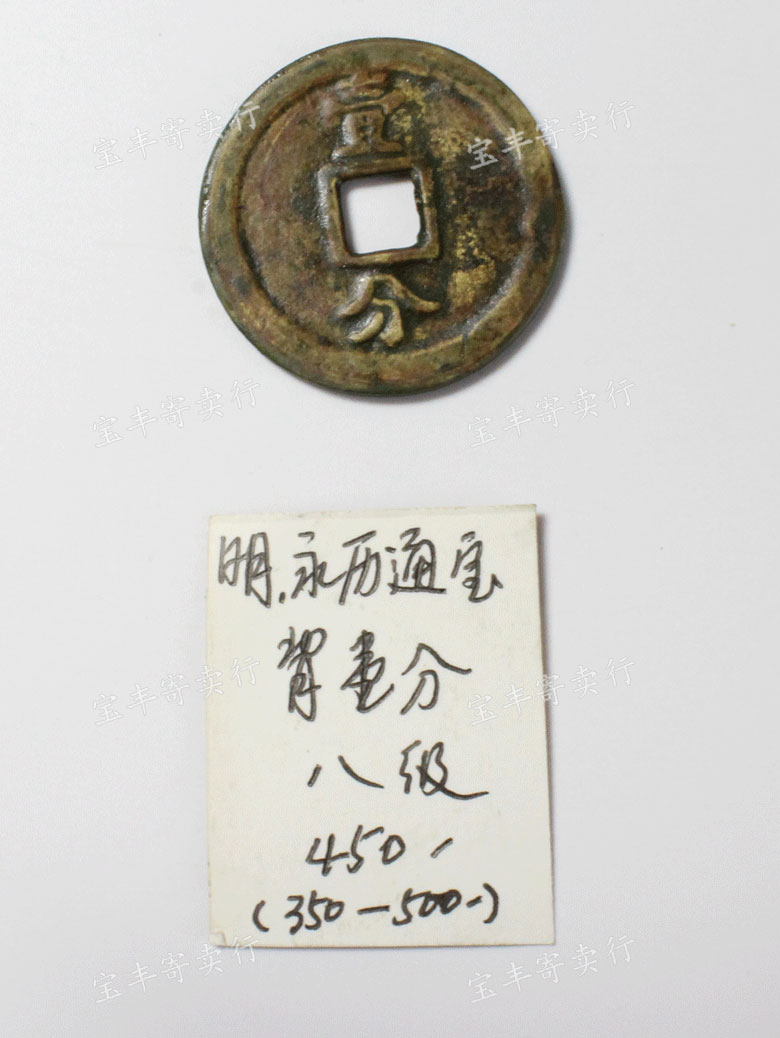 壹
宝丰寄卖行 宝丰寄卖行
分
宝丰寄卖行 宝丰寄卖行
明.永历通宝
背壹分
宝丰寄卖行 宝丰寄卖行
八级
450-
(350-500-)
宝丰寄卖行 宝丰寄卖行